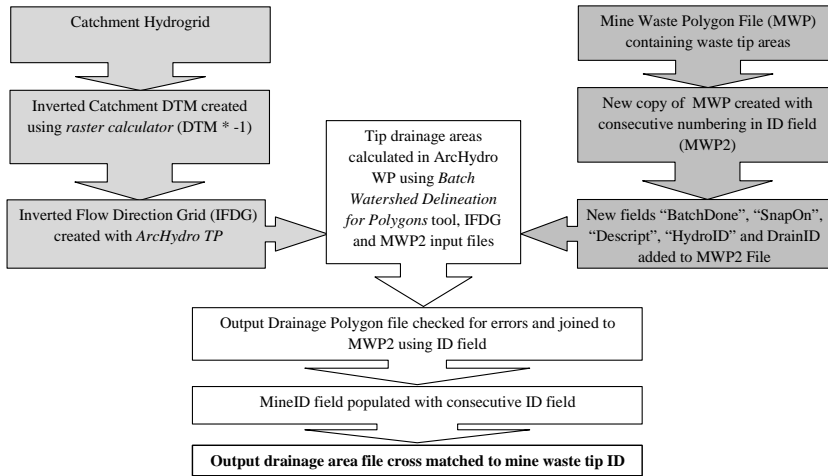 Catchment Hydrogrid
Inverted Catchment DTM created
using raster calculator (DTM * -1)
Inverted Flow Direction Grid (IFDG)
created with ArcHydro TP
Mine Waste Polygon File (MWP)
containing waste tip areas
New copy of MWP created with
consecutive numbering in ID field
(MWP2)
New fields “BatchDone”, “SnapOn”,
“Descript”, “HydroID” and DrainID
added to MWP2 File
Tip drainage areas
calculated in ArcHydro
WP using Batch
Watershed Delineation
for Polygons tool, IFDG
and MWP2 input files
Output Drainage Polygon file checked for errors and joined to
MWP2 using ID field
MineID field populated with consecutive ID field
Output drainage area file cross matched to mine waste tip ID